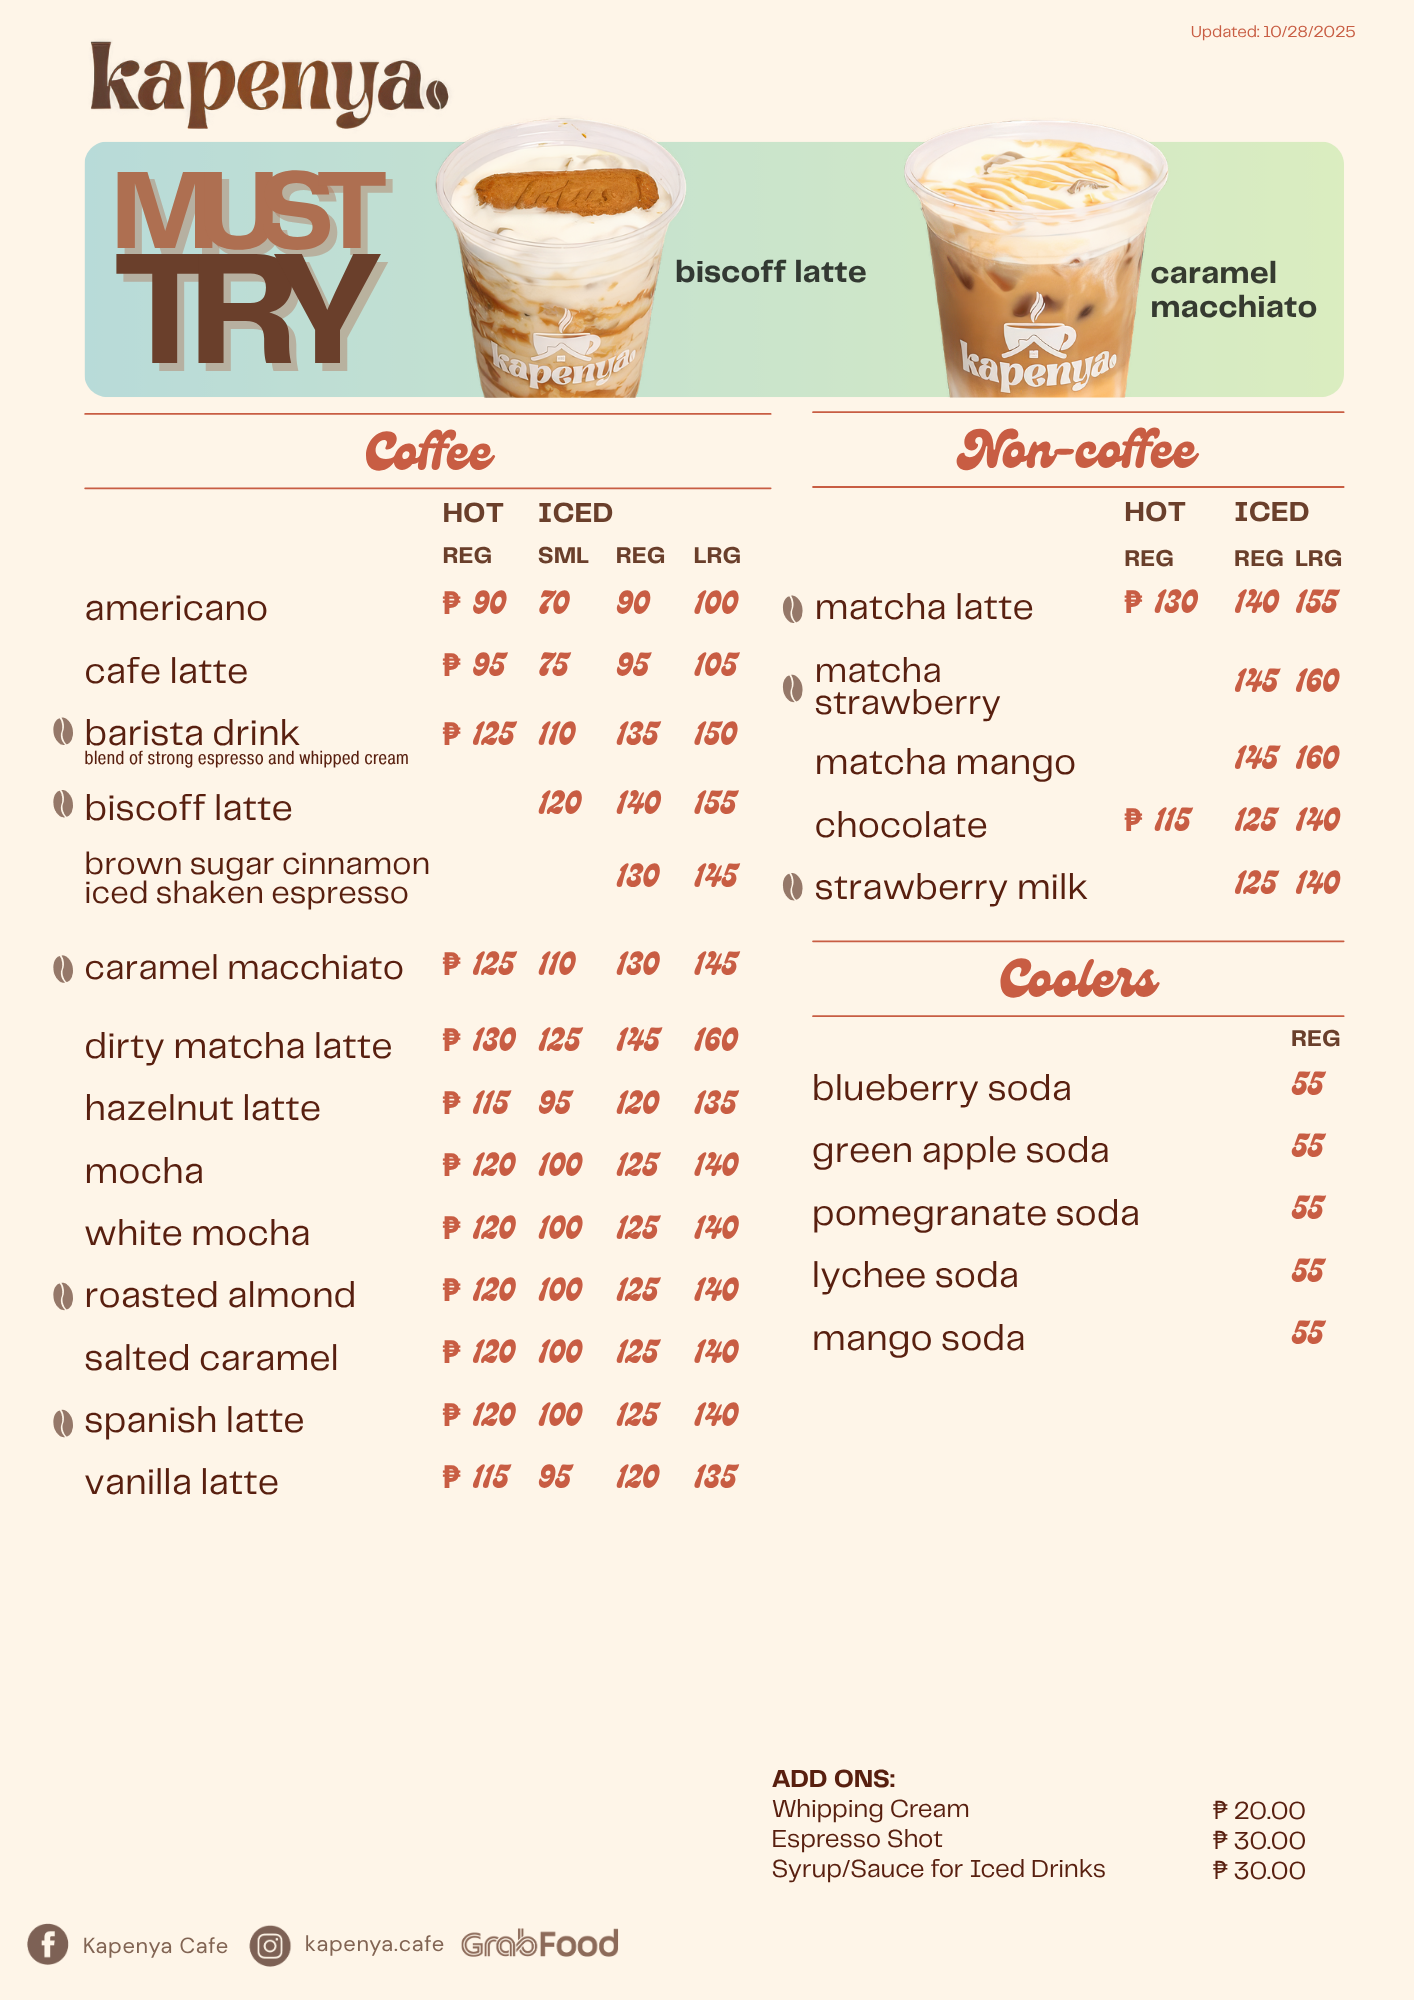 Updated: 10/28/2025
kapenya
MUST
TRY
biscoff latte
caramel
macchiato
kapenya
kapenya
Coffee
HOT ICED
REG SML REG LRG
americano ₱ 90 70 90 100
cafe latte ₱ 95 75 95 105
barista drink ₱ 125 110 135 150
blend of strong espresso and whipped cream
biscoff latte 120 140 155
brown sugar cinnamon
iced shaken espresso 130 145
caramel macchiato ₱ 125 110 130 145
dirty matcha latte ₱ 130 125 145 160
hazelnut latte ₱ 115 95 120 135
mocha ₱ 120 100 125 140
white mocha ₱ 120 100 125 140
roasted almond ₱ 120 100 125 140
salted caramel ₱ 120 100 125 140
spanish latte ₱ 120 100 125 140
vanilla latte ₱ 115 95 120 135
Non-coffee
HOT ICED
REG REG LRG
matcha latte ₱ 130 140 155
matcha
strawberry 145 160
matcha mango 145 160
chocolate ₱ 115 125 140
strawberry milk 125 140
Coolers
REG
blueberry soda 55
green apple soda 55
pomegranate soda 55
lychee soda 55
mango soda 55
ADD ONS:
Whipping Cream ₱ 20.00
Espresso Shot ₱ 30.00
Syrup/Sauce for Iced Drinks ₱ 30.00
Kapenya Cafe kapenya.cafe GrabFood